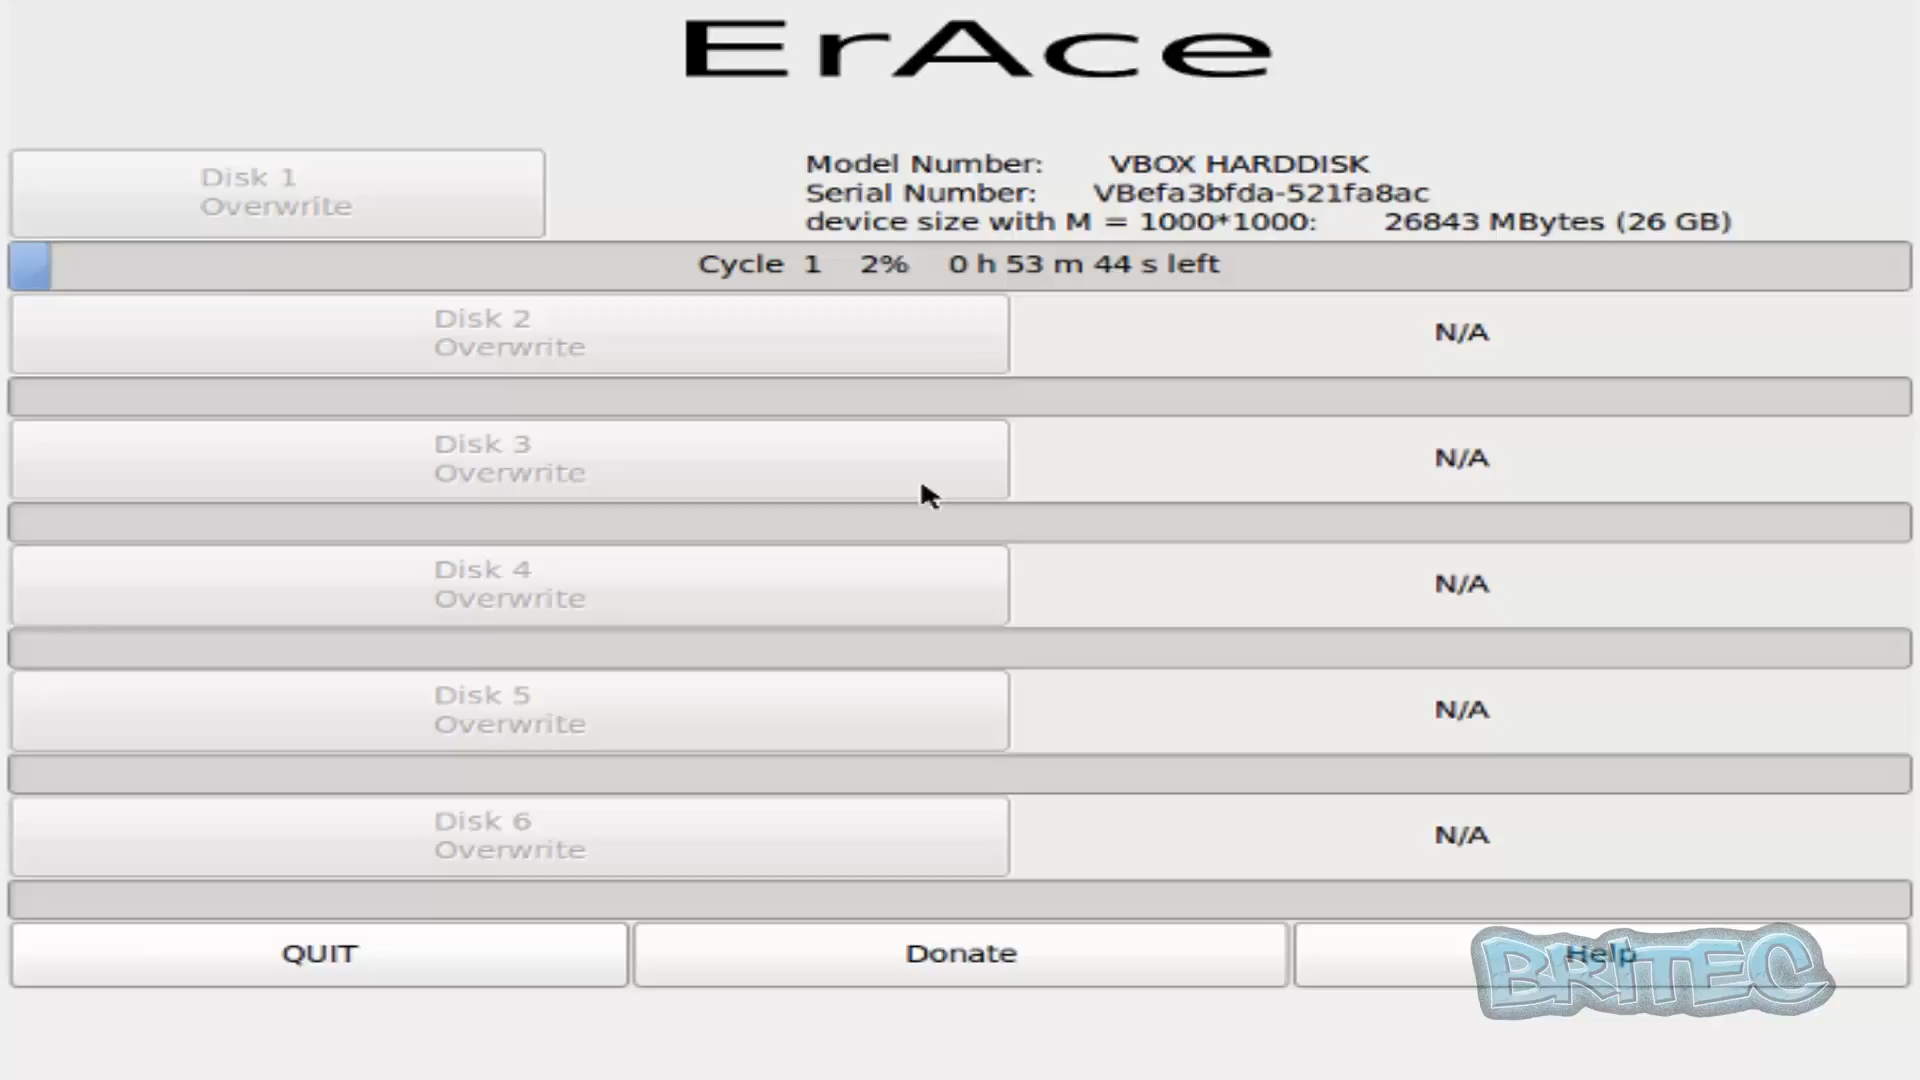 ErAce
Disk 1
Overwrite
Model Number: VBOX HARDDISK
Serial Number: VBefa3bfda-521fa8ac
device size with M = 1000*1000: 26843 MBytes (26 GB)
Cycle 1 2% 0 h 53 m 44 s left
Disk 2
Overwrite
N/A
Disk 3
Overwrite
N/A
Disk 4
Overwrite
N/A
Disk 5
Overwrite
N/A
Disk 6
Overwrite
N/A
QUIT
Donate
Help
BRITEC